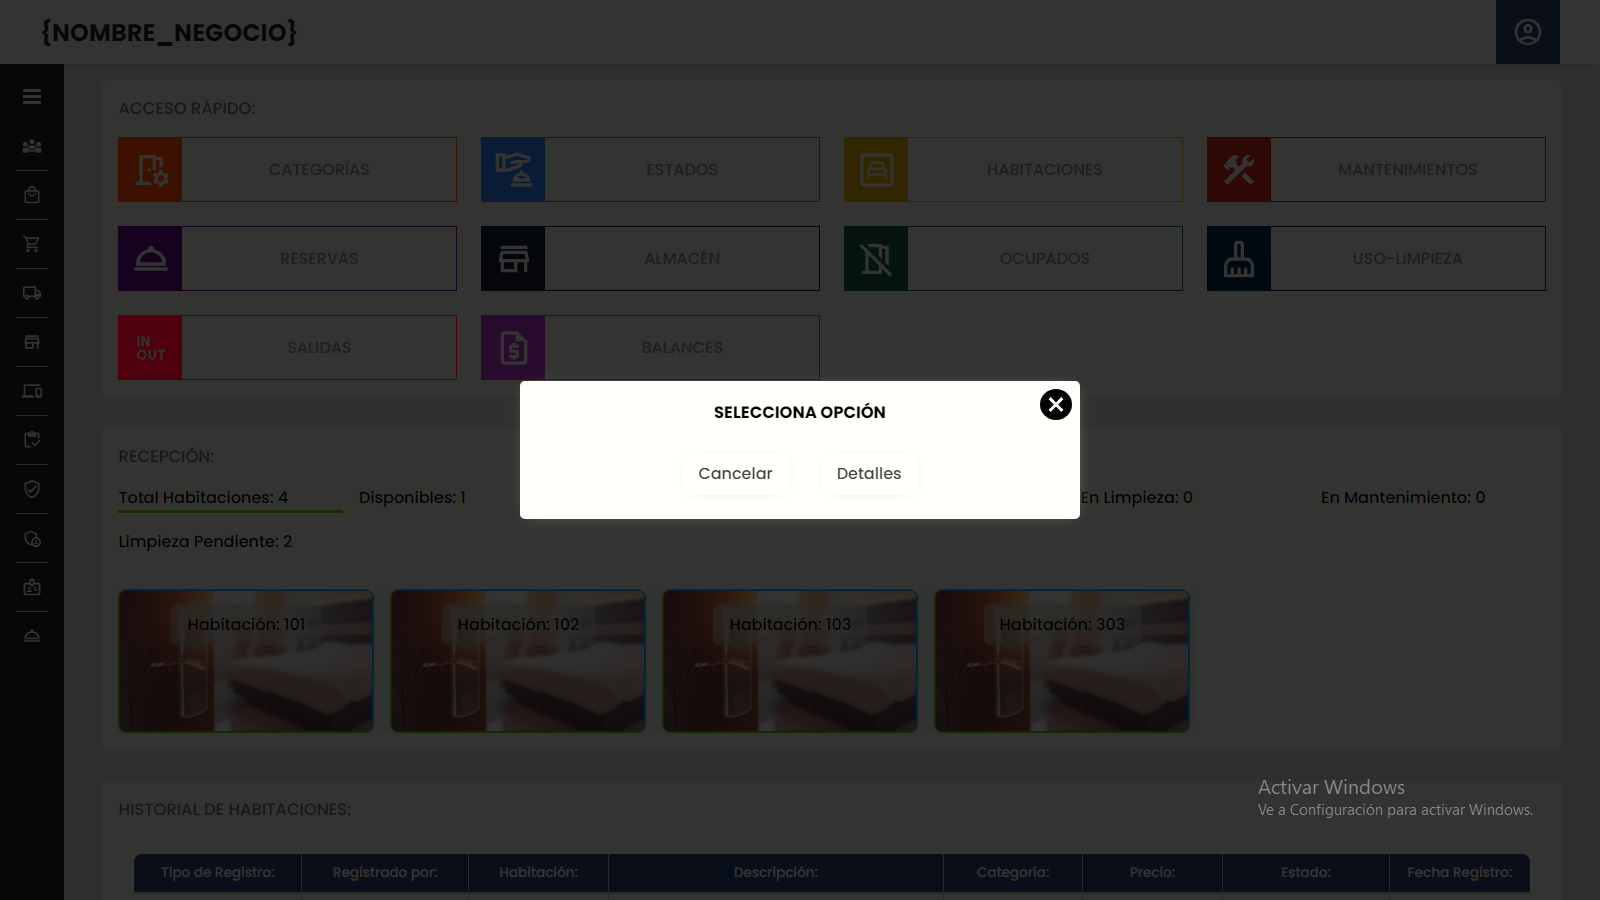 {NOMBRE_NEGOCIO}
ACCESO RÁPIDO:
CATEGORÍAS
ESTADOS
HABITACIONES
MANTENIMIENTOS
RESERVAS
ALMACÉN
OCUPADOS
USO-LIMPIEZA
IN
OUT
SALIDAS
BALANCES
SELECCIONA OPCIÓN
Cancelar
Detalles
RECEPCIÓN:
Total Habitaciones: 4
Disponibles: 1
En Limpieza: 0
En Mantenimiento: 0
Limpieza Pendiente: 2
Habitación: 101
Habitación: 102
Habitación: 103
Habitación: 303
Activar Windows
Ve a Configuración para activar Windows.
HISTORIAL DE HABITACIONES:
Tipo de Registro:
Registrado por:
Habitación:
Descripción:
Categoría:
Precio:
Estado:
Fecha Registro: